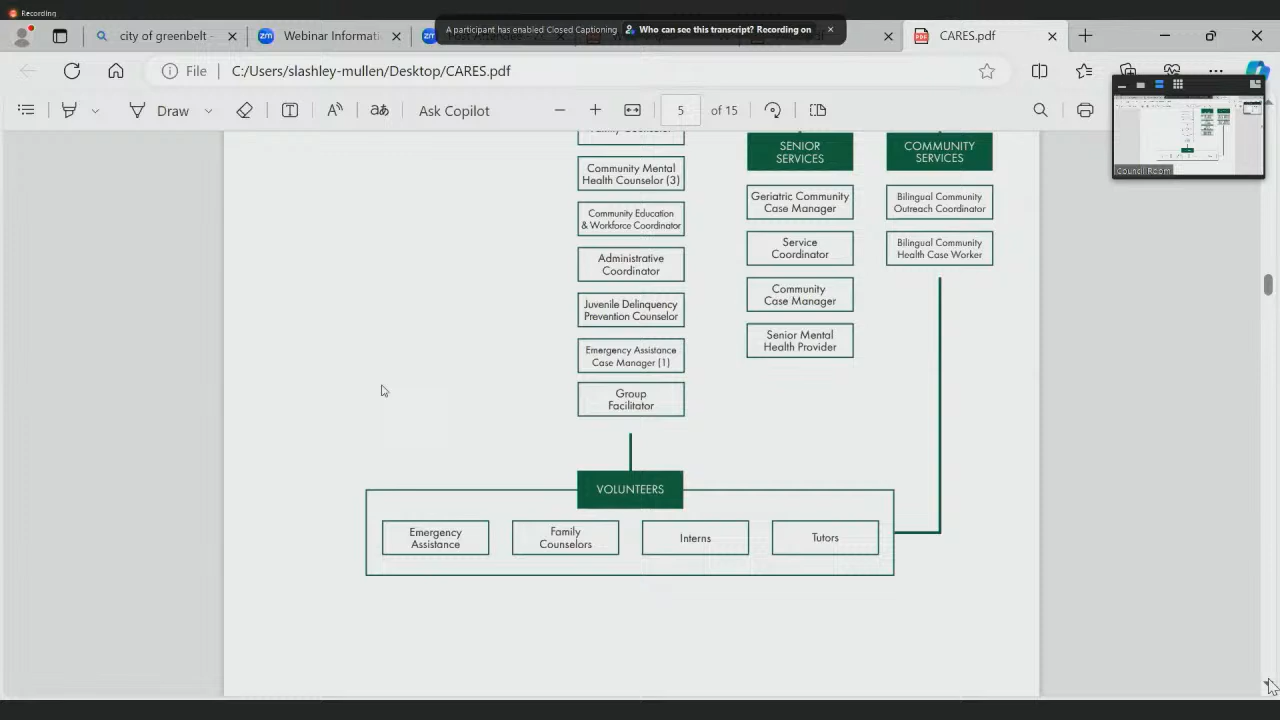 Recording
A participant has enabled Closed Captioning
Who can see this transcript? Recording on
city of greenbelt -
Webinar Informati
CARES.pdf
File
C:/Users/slashley-mullen/Desktop/CARES.pdf
Draw
Ask Copilot
5
of 15
Council Room
Family Counselor
Community Mental
Health Counselor (3)
Community Education
& Workforce Coordinator
Administrative
Coordinator
Juvenile Delinquency
Prevention Counselor
Emergency Assistance
Case Manager (1)
Group
Facilitator
SENIOR
SERVICES
Geriatric Community
Case Manager
Service
Coordinator
Community
Case Manager
Senior Mental
Health Provider
COMMUNITY
SERVICES
Bilingual Community
Outreach Coordinator
Bilingual Community
Health Case Worker
VOLUNTEERS
Emergency
Assistance
Family
Counselors
Interns
Tutors